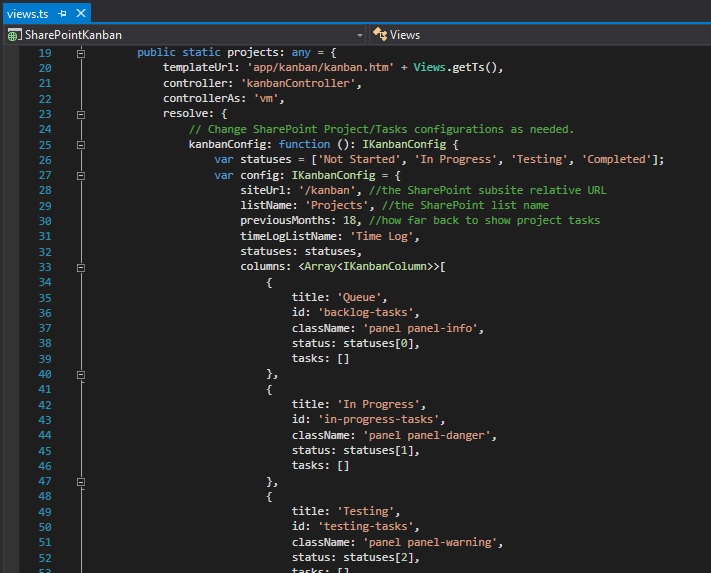 views.ts
SharePointKanban Views
19 public static projects: any = {
20 templateUrl: 'app/kanban/kanban.htm' + Views.getTs(),
21 controller: 'kanbanController',
22 controllerAs: 'vm',
23 resolve: {
24 // Change SharePoint Project/Tasks configurations as needed.
25 kanbanConfig: function (): IKanbanConfig {
26 var statuses = ['Not Started', 'In Progress', 'Testing', 'Completed'];
27 var config: IKanbanConfig = {
28 siteUrl: '/kanban', //the SharePoint subsite relative URL
29 listName: 'Projects', //the SharePoint list name
30 previousMonths: 18, //how far back to show project tasks
31 timeLogListName: 'Time Log',
32 statuses: statuses,
33 columns: <Array<IKanbanColumn>>[
34 {
35 title: 'Queue',
36 id: 'backlog-tasks',
37 className: 'panel panel-info',
38 status: statuses[0],
39 tasks: []
40 },
41 {
42 title: 'In Progress',
43 id: 'in-progress-tasks',
44 className: 'panel panel-danger',
45 status: statuses[1],
46 tasks: []
47 },
48 {
49 title: 'Testing',
50 id: 'testing-tasks',
51 className: 'panel panel-warning',
52 status: statuses[2],
53 tasks: []